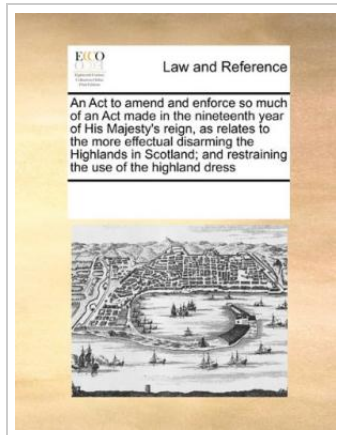 ECCO
Law and Reference
An Act to amend and enforce so much
of an Act made in the nineteenth year
of His Majesty's reign, as relates to
the more effectual disarming the
Highlands in Scotland; and restraining
the use of the highland dress